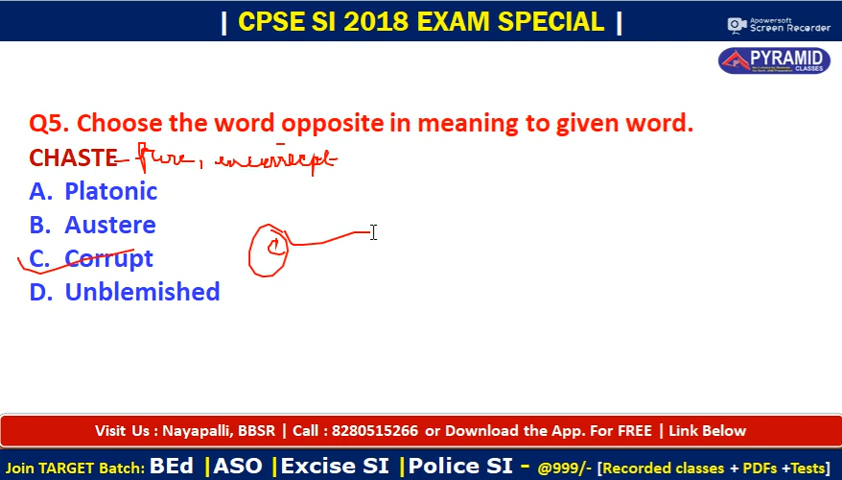 | CPSE SI 2018 EXAM SPECIAL |
Apowersoft
Screen Recorder
PYRAMID
CLASSES
Q5. Choose the word opposite in meaning to given word.
CHASTE - Pure, incorrupt
A. Platonic
B. Austere
C. Corrupt
C
D. Unblemished
Visit Us : Nayapalli, BBSR | Call : 8280515266 or Download the App. For FREE | Link Below
Join TARGET Batch: BEd |ASO |Excise SI |Police SI - @999/- [Recorded classes + PDFs +Tests]